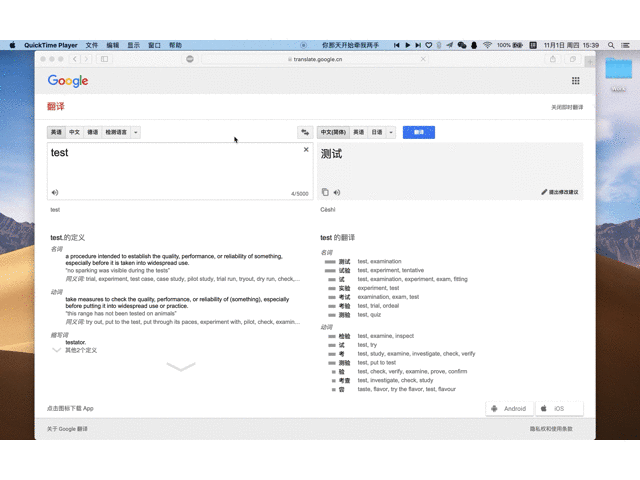 QuickTime Player 文件 编辑 显示 窗口 帮助 你那天开始牵我两手 100% 11月1日 周四 15:39
translate.google.cn
Google
翻译 关闭即时翻译
英语 中文 德语 检测语言 中文(简体) 英语 日语 翻译
test 测试
4/5000 提出修改建议
test Cèshì
test 的定义 test 的翻译
名词 名词
a procedure intended to establish the quality, performance, or reliability of something, 测试 test, examination
especially before it is taken into widespread use. 试验 test, experiment, tentative
"no sparking was visible during the tests" 试 test, examination, experiment, exam, fitting
同义词: trial, experiment, test case, case study, pilot study, trial run, tryout, dry run, check,... 实验 experiment, test
考试 examination, exam, test
动词 考验 test, trial, ordeal
take measures to check the quality, performance, or reliability of (something), especially 测验 test, quiz
before putting it into widespread use or practice.
"this range has not been tested on animals" 动词
同义词: try out, put to the test, put through its paces, experiment with, pilot, check, examin... 检验 test, examine, inspect
缩写词 试 test, try
testator. 考 test, study, examine, investigate, check, verify
其他2个定义 测验 test, put to test
验 test, check, verify, examine, prove, confirm
考查 test, investigate, check, study
尝 taste, flavor, try the flavor, test, flavour
点击图标下载 App Android iOS
关于 Google 翻译 隐私权和使用条款